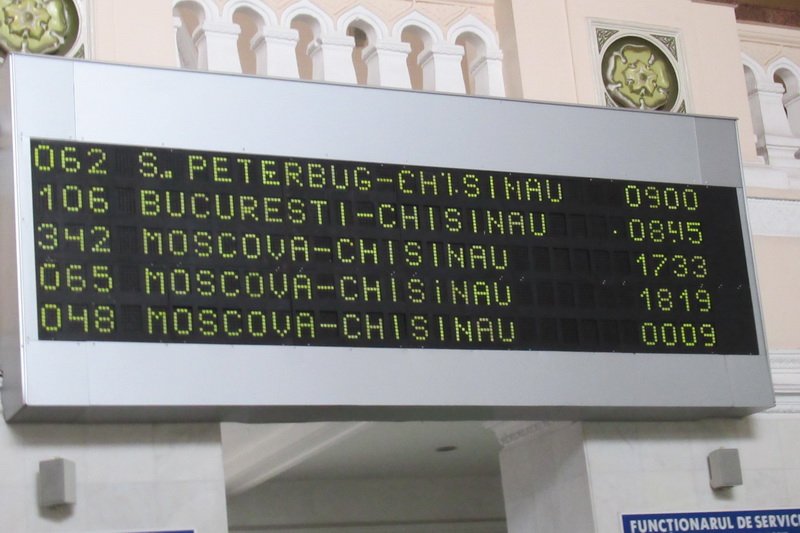 062 S. PETERBUG-CHISINAU 0900
106 BUCURESTI-CHISINAU 0845
342 MOSCOVA-CHISINAU 1733
065 MOSCOVA-CHISINAU 1819
048 MOSCOVA-CHISINAU 0009
FUNCŢIONARUL DE SERVICI